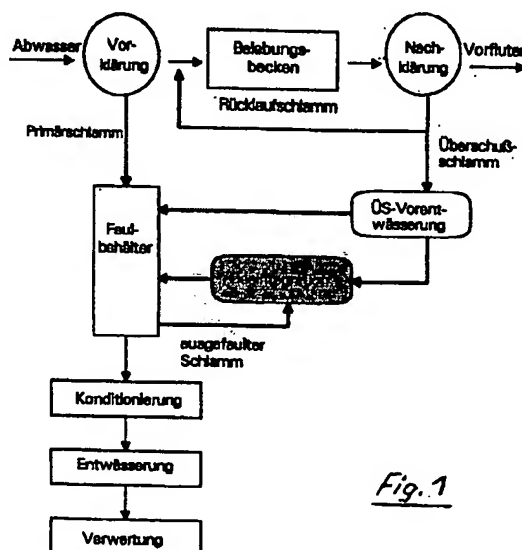 Abwasser
Vor-
klärung
Belebungs-
becken
Nach-
klärung
Vorfluter
Rücklaufschlamm
Primärschlamm
Überschuß-
schlamm
Faul-
behälter
ÜS-Vorent-
wässerung
ausgefaulter
Schlamm
Konditionierung
Entwässerung
Verwertung
Fig. 1